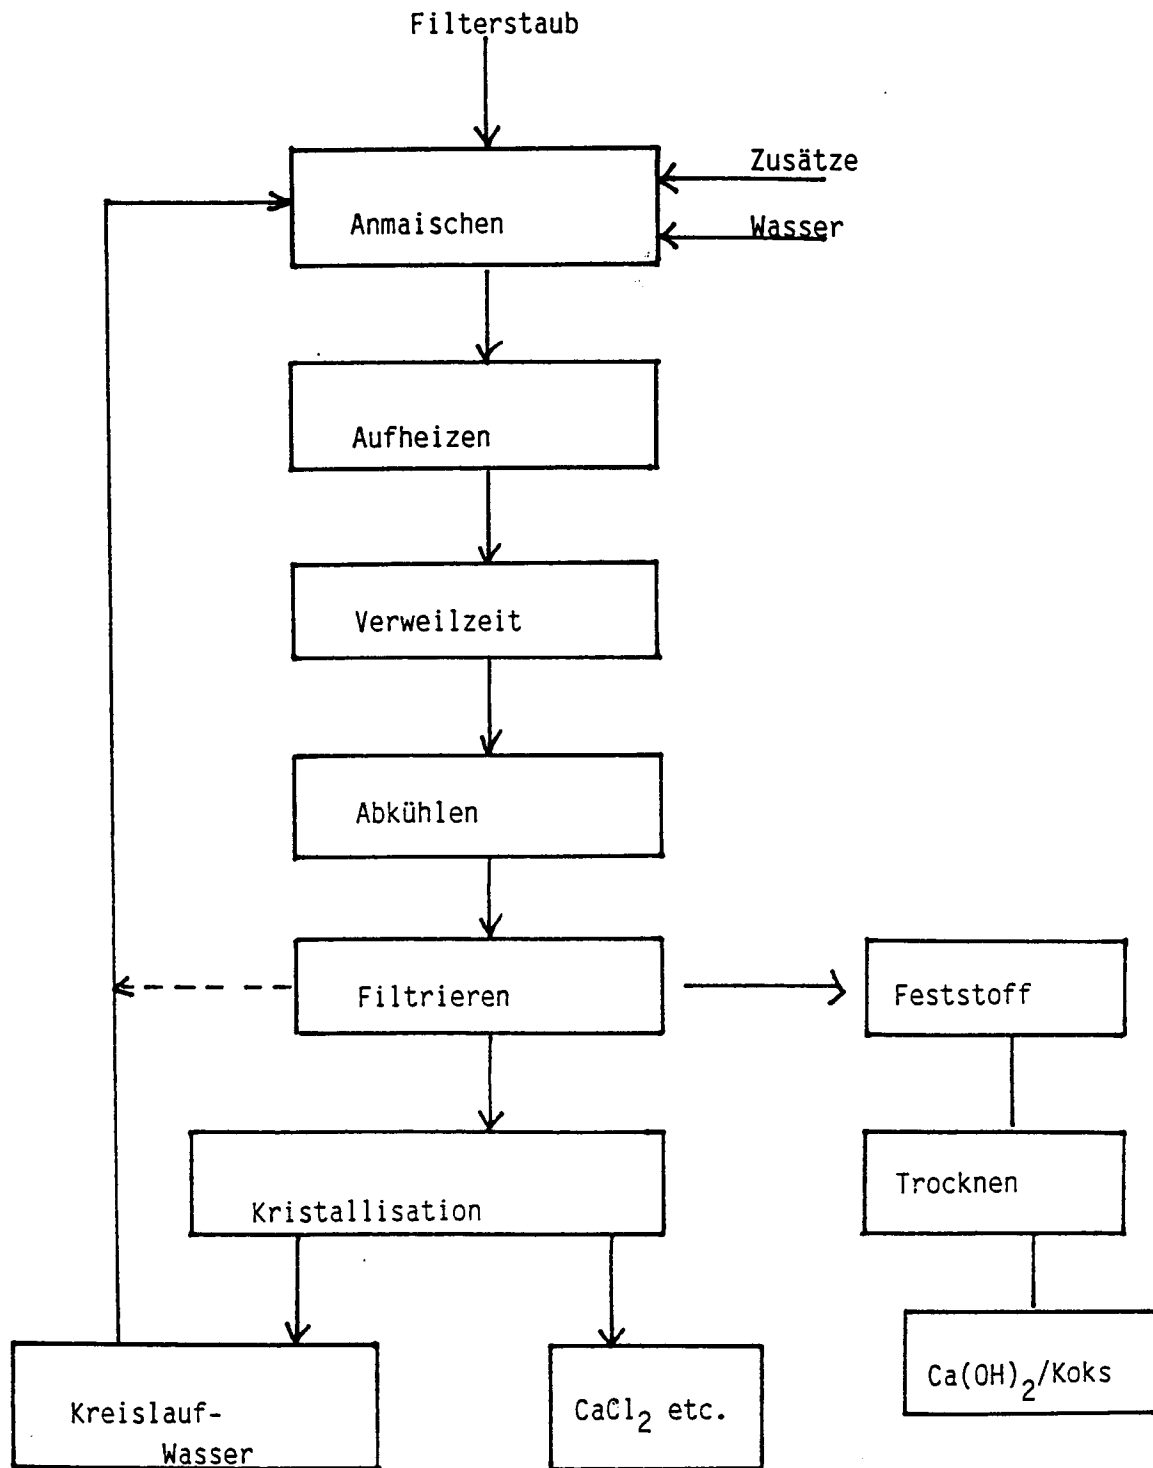 Filterstaub
Zusätze
Anmaischen
Wasser
Aufheizen
Verweilzeit
Abkühlen
Filtrieren
Feststoff
Kristallisation
Trocknen
Kreislauf-
Wasser
CaCl2 etc.
Ca(OH)2/Koks